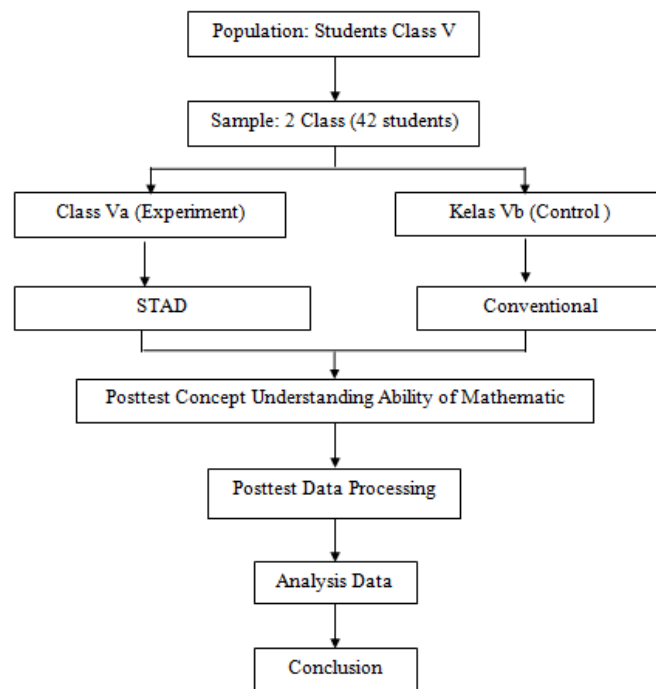 Population: Students Class V
Sample: 2 Class (42 students)
Class Va (Experiment)
Kelas Vb (Control )
STAD
Conventional
Posttest Concept Understanding Ability of Mathematic
Posttest Data Processing
Analysis Data
Conclusion